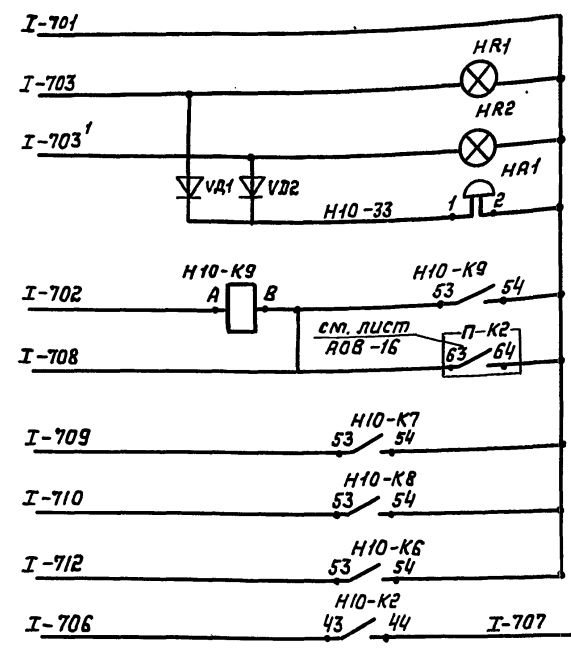 I-701
HR1
I-703
HR2
I-703¹
HA1
VД1
VD2
H10-33
1 2
H10-K9
H10-K9
I-702
A
B
53
54
см. лист
АОВ-16
П-К2
I-708
63 64
H10-K7
I-709
53
54
H10-K8
I-710
53
54
H10-K6
I-712
53
54
H10-K2
I-706
43
44
I-707